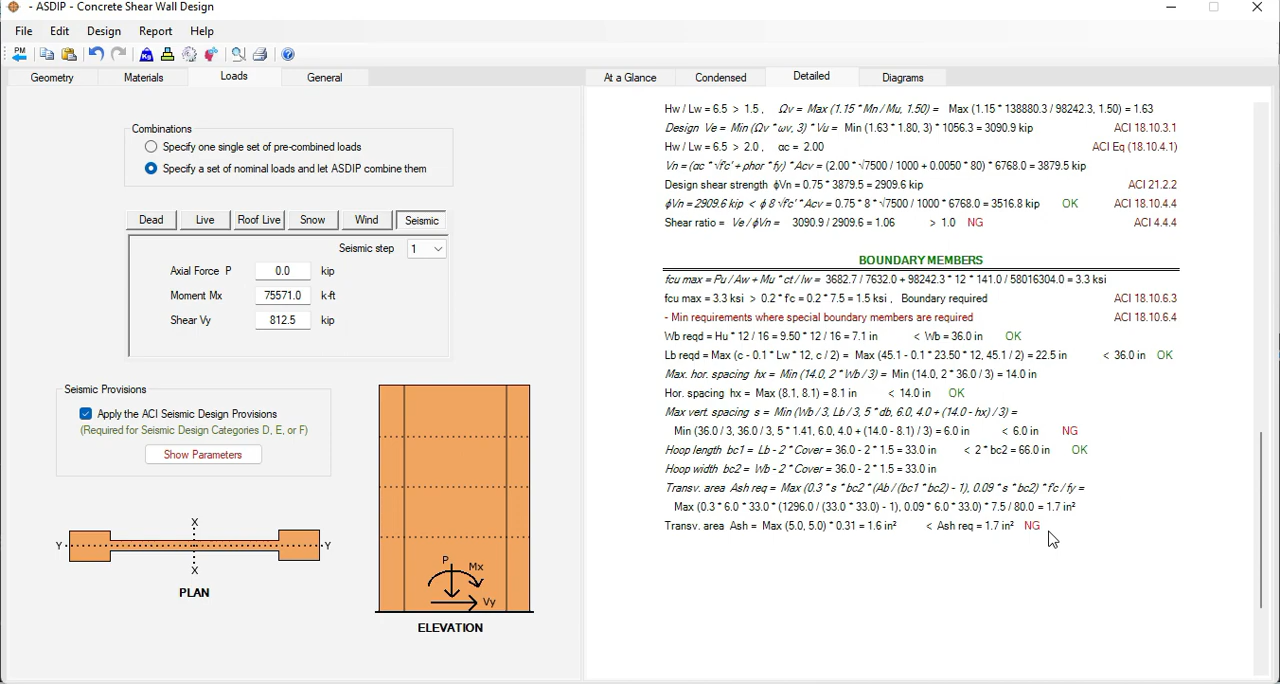 - ASDIP - Concrete Shear Wall Design
File Edit Design Report Help
PM
Kg
Geometry Materials Loads General
At a Glance Condensed Detailed Diagrams
Combinations
Specify one single set of pre-combined loads
Specify a set of nominal loads and let ASDIP combine them
Dead Live Roof Live Snow Wind Seismic
Seismic step 1
Axial Force P 0.0 kip
Moment Mx 75571.0 k-ft
Shear Vy 812.5 kip
Seismic Provisions
Apply the ACI Seismic Design Provisions
(Required for Seismic Design Categories D, E, or F)
Show Parameters
X
Y Y
X
PLAN
P Mx
Vy
ELEVATION
Hw / Lw = 6.5 > 1.5 , Ωv = Max (1.15 * Mn / Mu, 1.50) = Max (1.15 * 138880.3 / 98242.3, 1.50) = 1.63
Design Ve = Min (Ωv * ωv, 3) * Vu = Min (1.63 * 1.80, 3) * 1056.3 = 3090.9 kip ACI 18.10.3.1
Hw / Lw = 6.5 > 2.0 , αc = 2.00 ACI Eq (18.10.4.1)
Vn = (αc * √f'c + phor * fy) * Acv = (2.00 * √7500 / 1000 + 0.0050 * 80) * 6768.0 = 3879.5 kip
Design shear strength ϕVn = 0.75 * 3879.5 = 2909.6 kip ACI 21.2.2
ϕVn = 2909.6 kip < ϕ 8 √f'c * Acv = 0.75 * 8 * √7500 / 1000 * 6768.0 = 3516.8 kip OK ACI 18.10.4.4
Shear ratio = Ve / ϕVn = 3090.9 / 2909.6 = 1.06 > 1.0 NG ACI 4.4.4
BOUNDARY MEMBERS
fcu max = Pu / Aw + Mu * ct / Iw = 3682.7 / 7632.0 + 98242.3 * 12 * 141.0 / 58016304.0 = 3.3 ksi
fcu max = 3.3 ksi > 0.2 * f'c = 0.2 * 7.5 = 1.5 ksi , Boundary required ACI 18.10.6.3
- Min requirements where special boundary members are required ACI 18.10.6.4
Wb reqd = Hu * 12 / 16 = 9.50 * 12 / 16 = 7.1 in < Wb = 36.0 in OK
Lb reqd = Max (c - 0.1 * Lw * 12, c / 2) = Max (45.1 - 0.1 * 23.50 * 12, 45.1 / 2) = 22.5 in < 36.0 in OK
Max. hor. spacing hx = Min (14.0, 2 * Wb / 3) = Min (14.0, 2 * 36.0 / 3) = 14.0 in
Hor. spacing hx = Max (8.1, 8.1) = 8.1 in < 14.0 in OK
Max vert. spacing s = Min (Wb / 3, Lb / 3, 5 * db, 6.0, 4.0 + (14.0 - hx) / 3) =
Min (36.0 / 3, 36.0 / 3, 5 * 1.41, 6.0, 4.0 + (14.0 - 8.1) / 3) = 6.0 in < 6.0 in NG
Hoop length bc1 = Lb - 2 * Cover = 36.0 - 2 * 1.5 = 33.0 in < 2 * bc2 = 66.0 in OK
Hoop width bc2 = Wb - 2 * Cover = 36.0 - 2 * 1.5 = 33.0 in
Transv. area Ash req = Max (0.3 * s * bc2 * (Ab / (bc1 * bc2) - 1), 0.09 * s * bc2) * f'c / fy =
Max (0.3 * 6.0 * 33.0 * (1296.0 / (33.0 * 33.0) - 1), 0.09 * 6.0 * 33.0) * 7.5 / 80.0 = 1.7 in²
Transv. area Ash = Max (5.0, 5.0) * 0.31 = 1.6 in² < Ash req = 1.7 in² NG